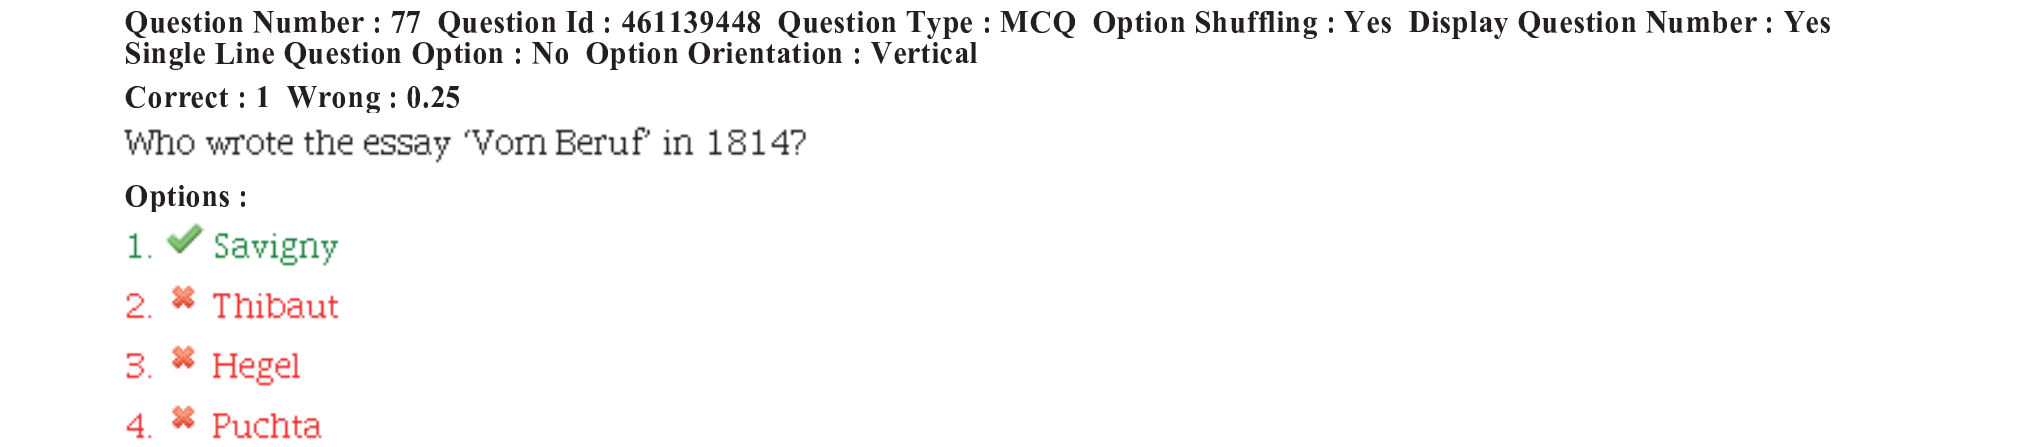 Question Number : 77 Question Id : 461139448 Question Type : MCQ Option Shuffling : Yes Display Question Number : Yes
Single Line Question Option : No Option Orientation : Vertical
Correct : 1 Wrong : 0.25
Who wrote the essay ‘Vom Beruf’ in 1814?
Options :
1. Savigny
2. Thibaut
3. Hegel
4. Puchta